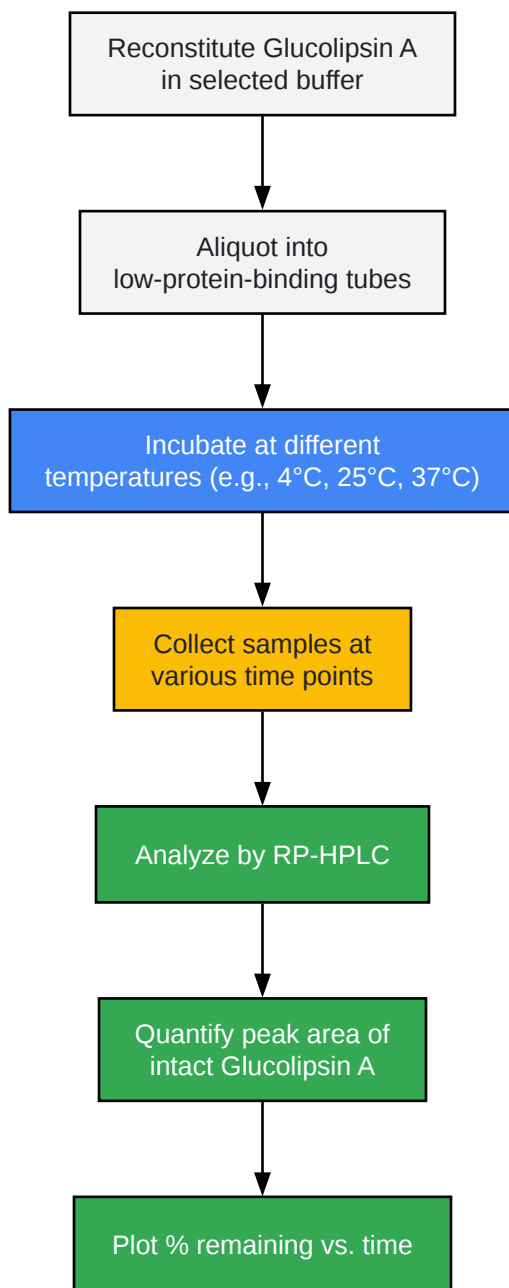 Reconstitute Glucolipsin A
in selected buffer
Aliquot into
low-protein-binding tubes
Incubate at different
temperatures (e.g., 4°C, 25°C, 37°C)
Collect samples at
various time points
Analyze by RP-HPLC
Quantify peak area of
intact Glucolipsin A
Plot % remaining vs. time